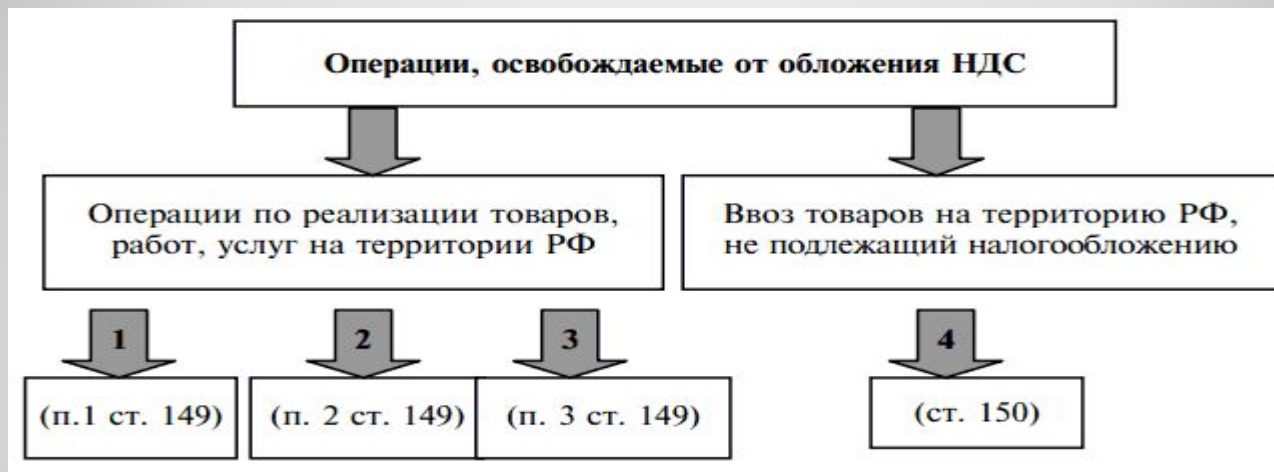 Операции, освобождаемые от обложения НДС
Операции по реализации товаров,
работ, услуг на территории РФ
Ввоз товаров на территорию РФ,
не подлежащий налогообложению
1
2
3
4
(п.1 ст. 149)
(п. 2 ст. 149)
(п. 3 ст. 149)
(ст. 150)